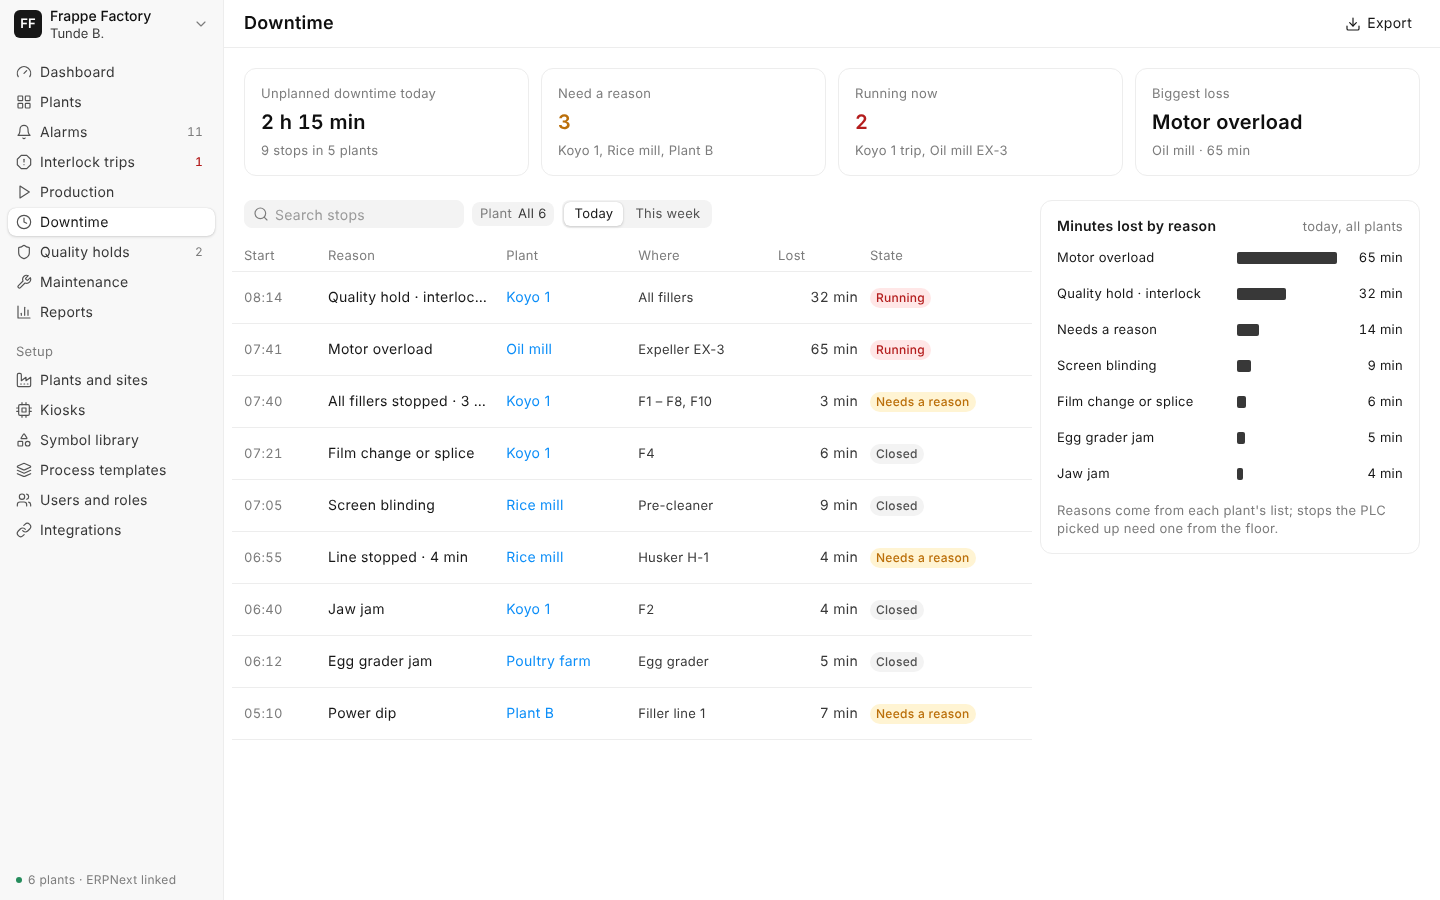 FF
Frappe Factory
Tunde B.
Dashboard
Plants
Alarms 11
Interlock trips 1
Production
Downtime
Quality holds 2
Maintenance
Reports
Setup
Plants and sites
Kiosks
Symbol library
Process templates
Users and roles
Integrations
6 plants · ERPNext linked
Downtime
Export
Unplanned downtime today
2 h 15 min
9 stops in 5 plants
Need a reason
3
Koyo 1, Rice mill, Plant B
Running now
2
Koyo 1 trip, Oil mill EX-3
Biggest loss
Motor overload
Oil mill · 65 min
Search stops
Plant All 6
Today
This week
Start Reason Plant Where Lost State
08:14 Quality hold · interloc... Koyo 1 All fillers 32 min Running
07:41 Motor overload Oil mill Expeller EX-3 65 min Running
07:40 All fillers stopped · 3 ... Koyo 1 F1 – F8, F10 3 min Needs a reason
07:21 Film change or splice Koyo 1 F4 6 min Closed
07:05 Screen blinding Rice mill Pre-cleaner 9 min Closed
06:55 Line stopped · 4 min Rice mill Husker H-1 4 min Needs a reason
06:40 Jaw jam Koyo 1 F2 4 min Closed
06:12 Egg grader jam Poultry farm Egg grader 5 min Closed
05:10 Power dip Plant B Filler line 1 7 min Needs a reason
Minutes lost by reason today, all plants
Motor overload 65 min
Quality hold · interlock 32 min
Needs a reason 14 min
Screen blinding 9 min
Film change or splice 6 min
Egg grader jam 5 min
Jaw jam 4 min
Reasons come from each plant's list; stops the PLC
picked up need one from the floor.